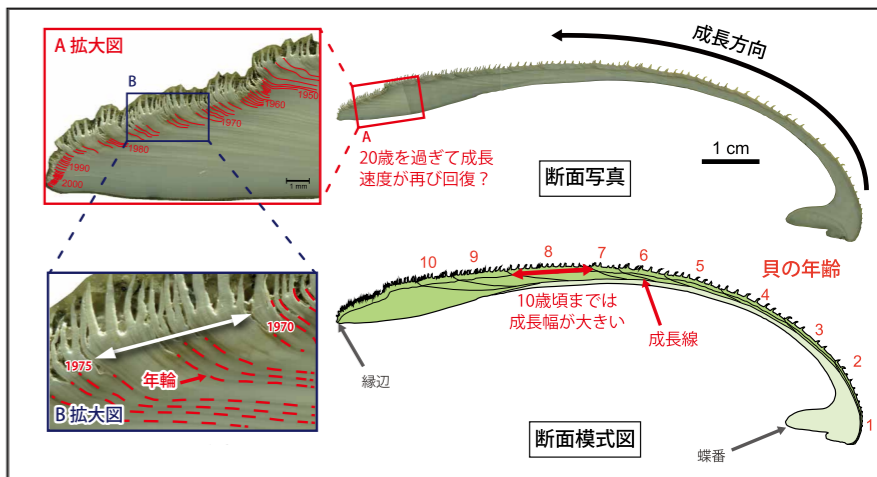 A 拡大図
B
1950
1960
1970
1980
1990
2000
1 mm
A
20歳を過ぎて成長
速度が再び回復？
成長方向
1 cm
断面写真
1970
1975
年輪
B 拡大図
10
9
8
7
6
5
4
3
2
1
貝の年齢
10歳頃までは
成長幅が大きい
成長線
縁辺
蝶番
断面模式図